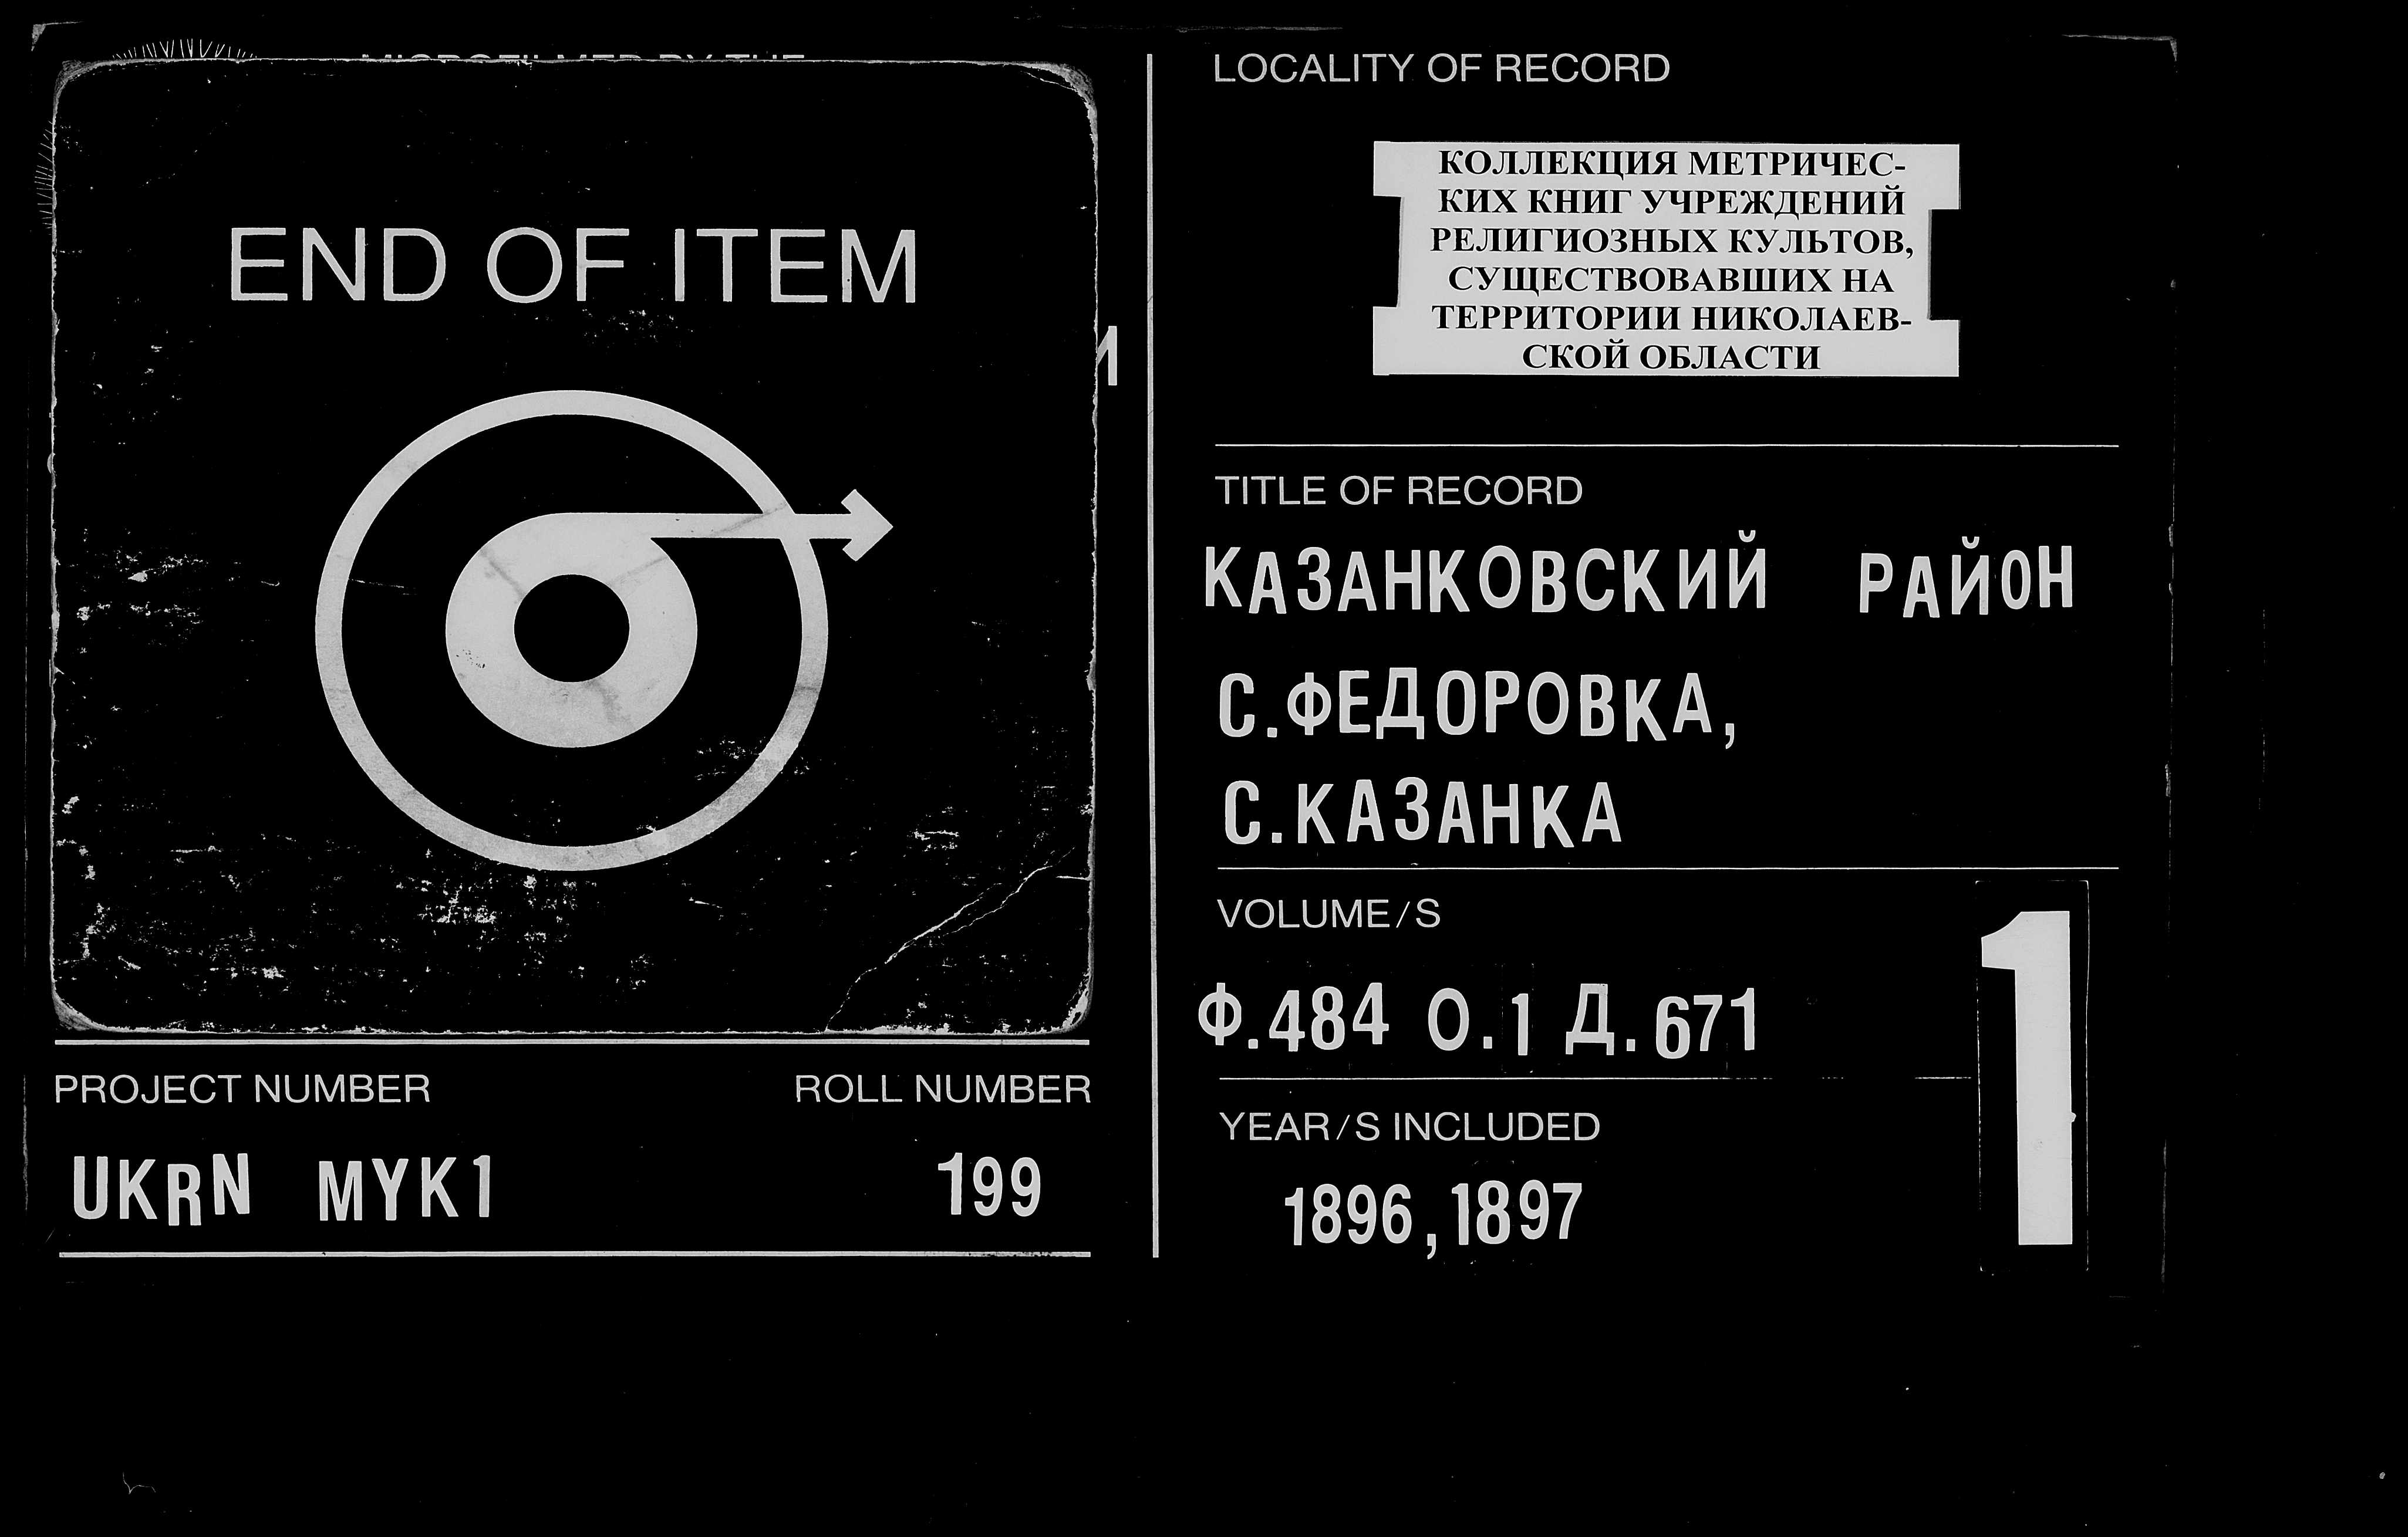 END OF ITEM
PROJECT NUMBER
ROLL NUMBER
UKRN MYK1
199
LOCALITY OF RECORD
КОЛЛЕКЦИЯ МЕТРИЧЕС-
КИХ КНИГ УЧРЕЖДЕНИЙ
РЕЛИГИОЗНЫХ КУЛЬТОВ,
СУЩЕСТВОВАВШИХ НА
ТЕРРИТОРИИ НИКОЛАЕВ-
СКОЙ ОБЛАСТИ
TITLE OF RECORD
КАЗАНКОВСКИЙ РАЙОН
С.ФЕДОРОВКА,
С.КАЗАНКА
VOLUME/S
Ф.484 О.1 Д.671
YEAR/S INCLUDED
1896,1897
1